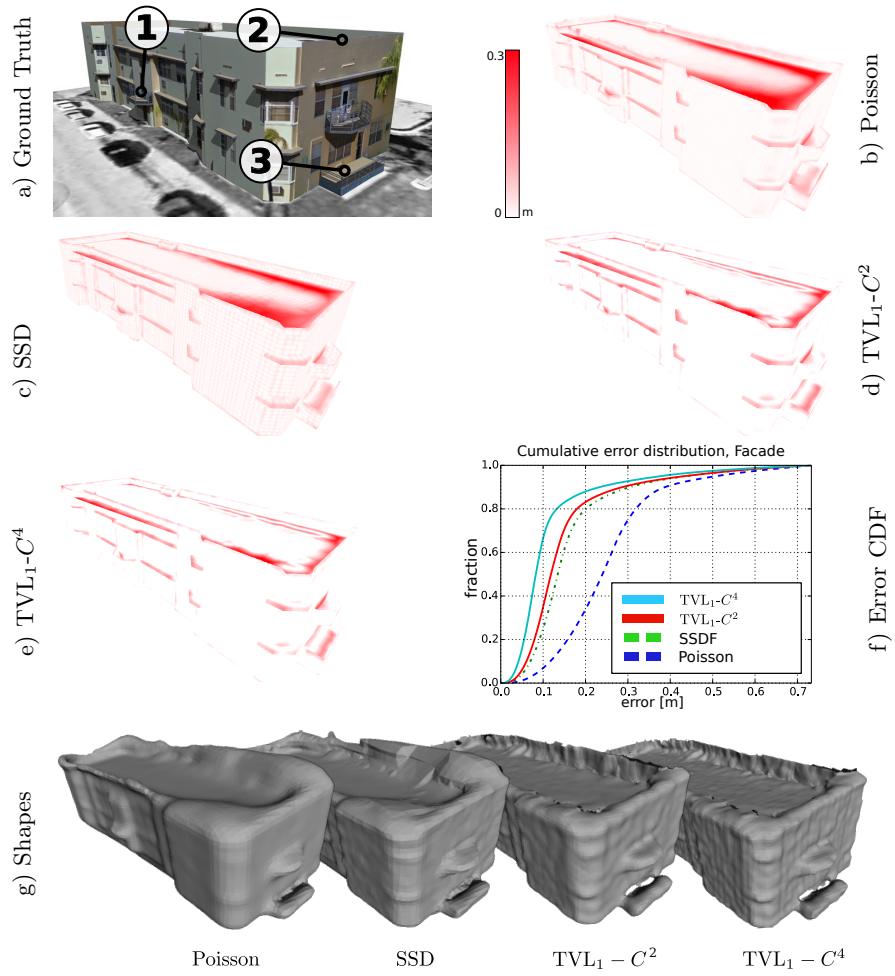 a) Ground Truth
1
2
3
0.3
0
m
b) Poisson
c) SSD
d) TVL₁-C²
e) TVL₁-C⁴
Cumulative error distribution, Facade
1.0
0.8
0.6
0.4
0.2
0.0
fraction
0.0 0.1 0.2 0.3 0.4 0.5 0.6 0.7
error [m]
TVL₁-C⁴
TVL₁-C²
SSDF
Poisson
f) Error CDF
g) Shapes
Poisson SSD TVL₁ − C² TVL₁ − C⁴